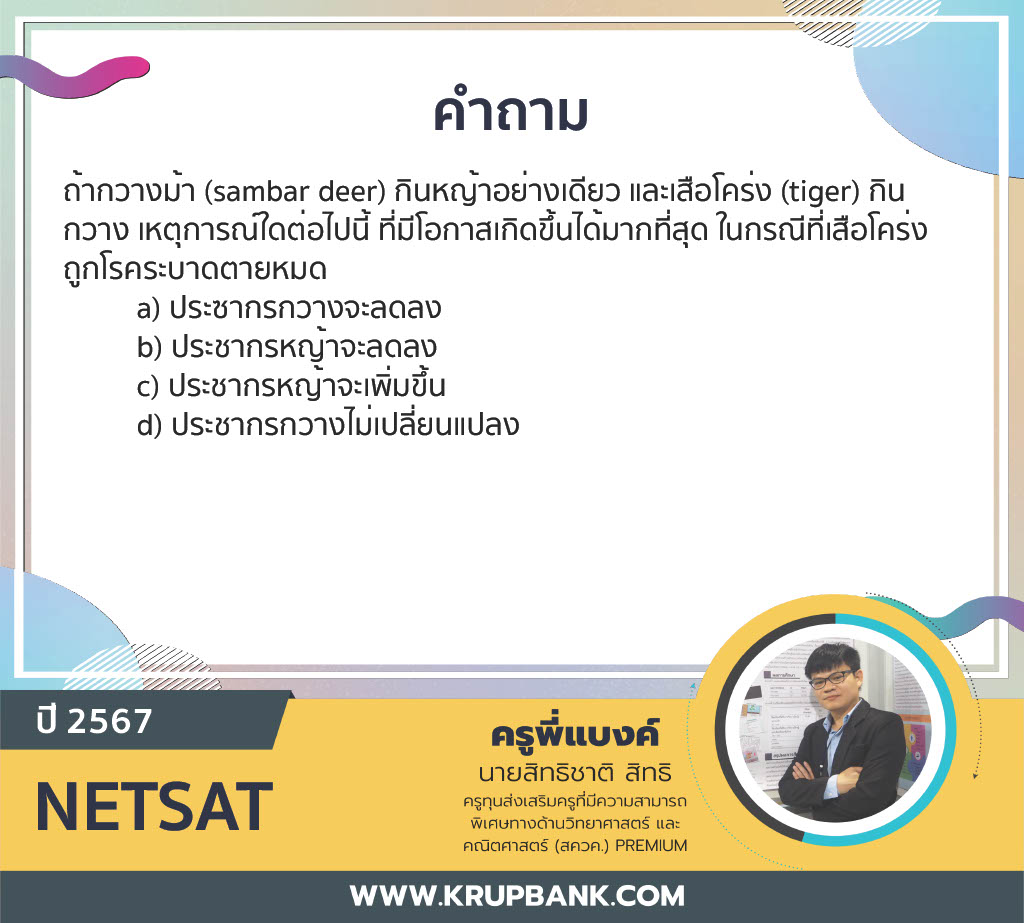 คำถาม
ถ้ากวางม้า (sambar deer) กินหญ้าอย่างเดียว และเสือโคร่ง (tiger) กิน
กวาง เหตุการณ์ใดต่อไปนี้ ที่มีโอกาสเกิดขึ้นได้มากที่สุด ในกรณีที่เสือโคร่ง
ถูกโรคระบาดตายหมด
a) ประซากรกวางจะลดลง
b) ประชากรหญ้าจะลดลง
c) ประชากรหญ้าจะเพิ่มขึ้น
d) ประชากรกวางไม่เปลี่ยนแปลง
ปี 2567
NETSAT
ครูพี่แบงค์
นายสิทธิชาติ สิทธิ
ครูทุนส่งเสริมครูที่มีความสามารถ
พิเศษทางด้านวิทยาศาสตร์ และ
คณิตศาสตร์ (สควค.) PREMIUM
WWW.KRUPBANK.COM